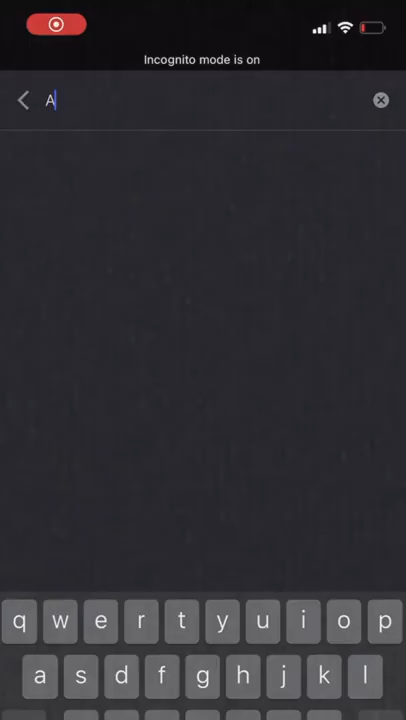 Incognito mode is on
A
q w e r t y u i o p
a s d f g h j k l